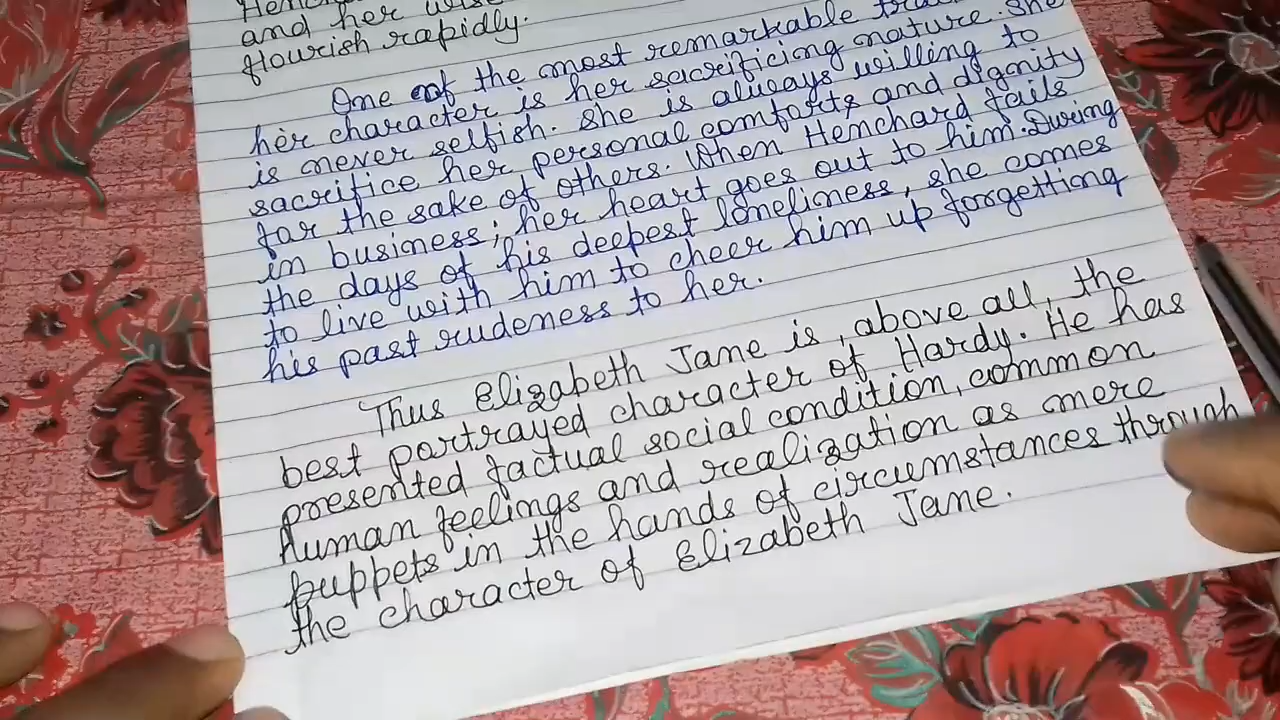 and her
flourish rapidly.
One of the most remarkable
her character is her sacrificing nature. She
is never selfish. She is always willing to
sacrifice her personal comforts and dignity
for the sake of others. When Henchard fails
in business; her heart goes out to him. During
the days of his deepest loneliness, she comes
to live with him to cheer him up forgetting
his past rudeness to her.
Thus Elizabeth Jane is, above all, the
best portrayed character of Hardy. He has
presented factual social condition, common
human feelings and realization as mere
puppets in the hands of circumstances through
the character of Elizabeth Jane.